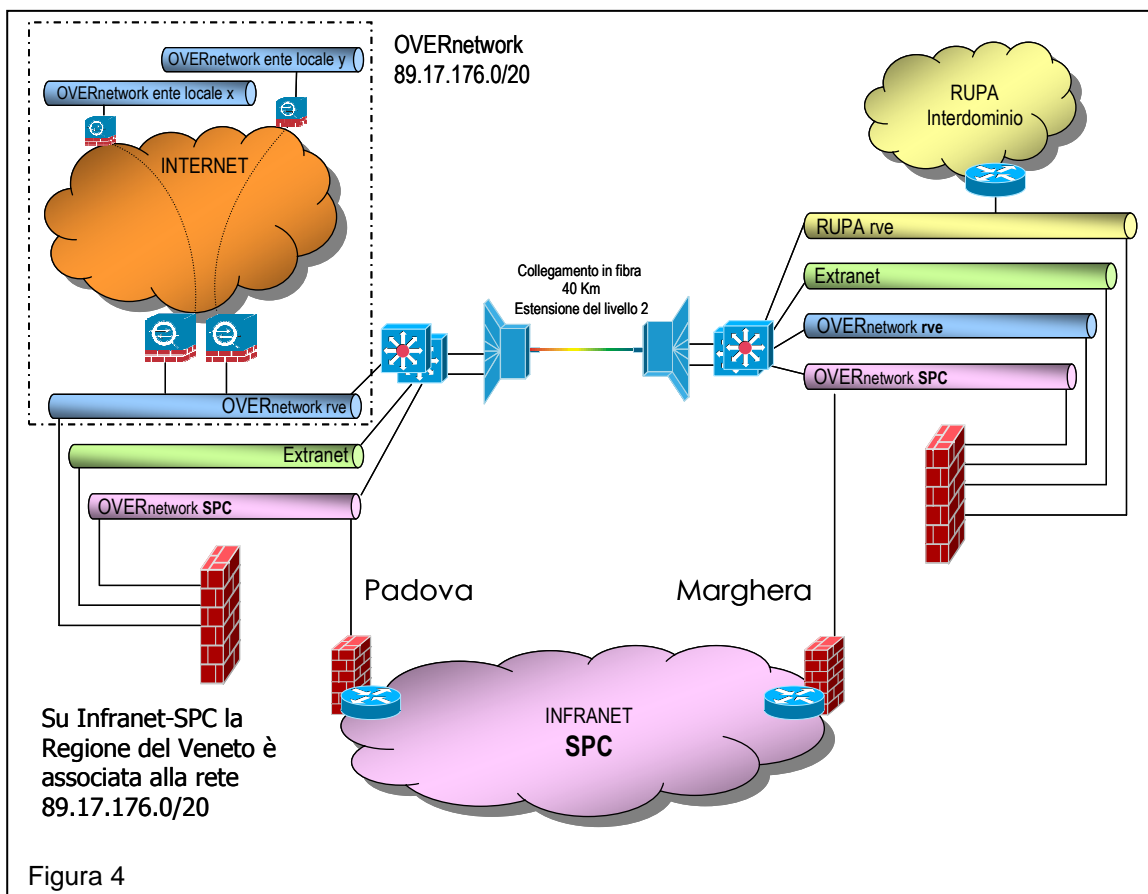 OVERnetwork ente locale y
OVERnetwork ente locale x
INTERNET
OVERnetwork
89.17.176.0/20
RUPA
Interdominio
RUPA rve
Extranet
OVERnetwork rve
OVERnetwork SPC
Collegamento in fibra
40 Km
Estensione del livello 2
OVERnetwork rve
Extranet
OVERnetwork SPC
Padova
Marghera
INFRANET
SPC
Su Infranet-SPC la
Regione del Veneto è
associata alla rete
89.17.176.0/20
Figura 4